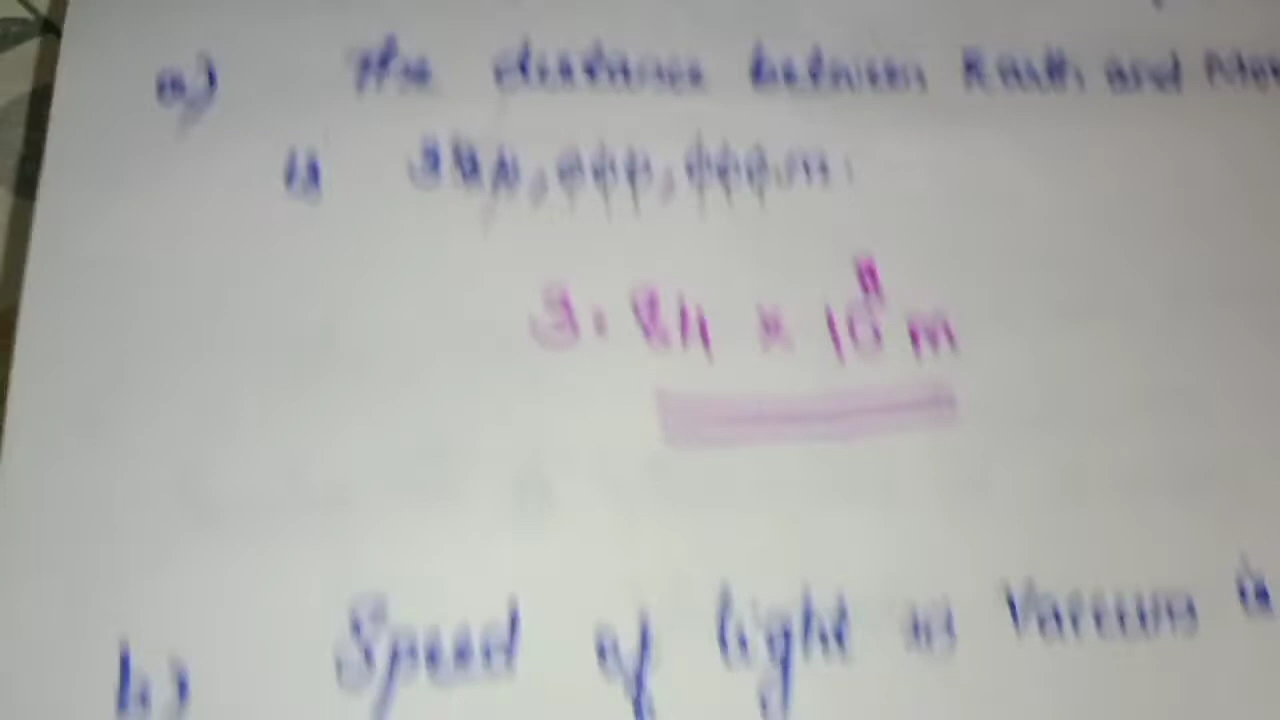 a) The distance between Earth and
is 384,000,000m.
3.84 × 10⁸ m
b) Speed of light in Vacuum is